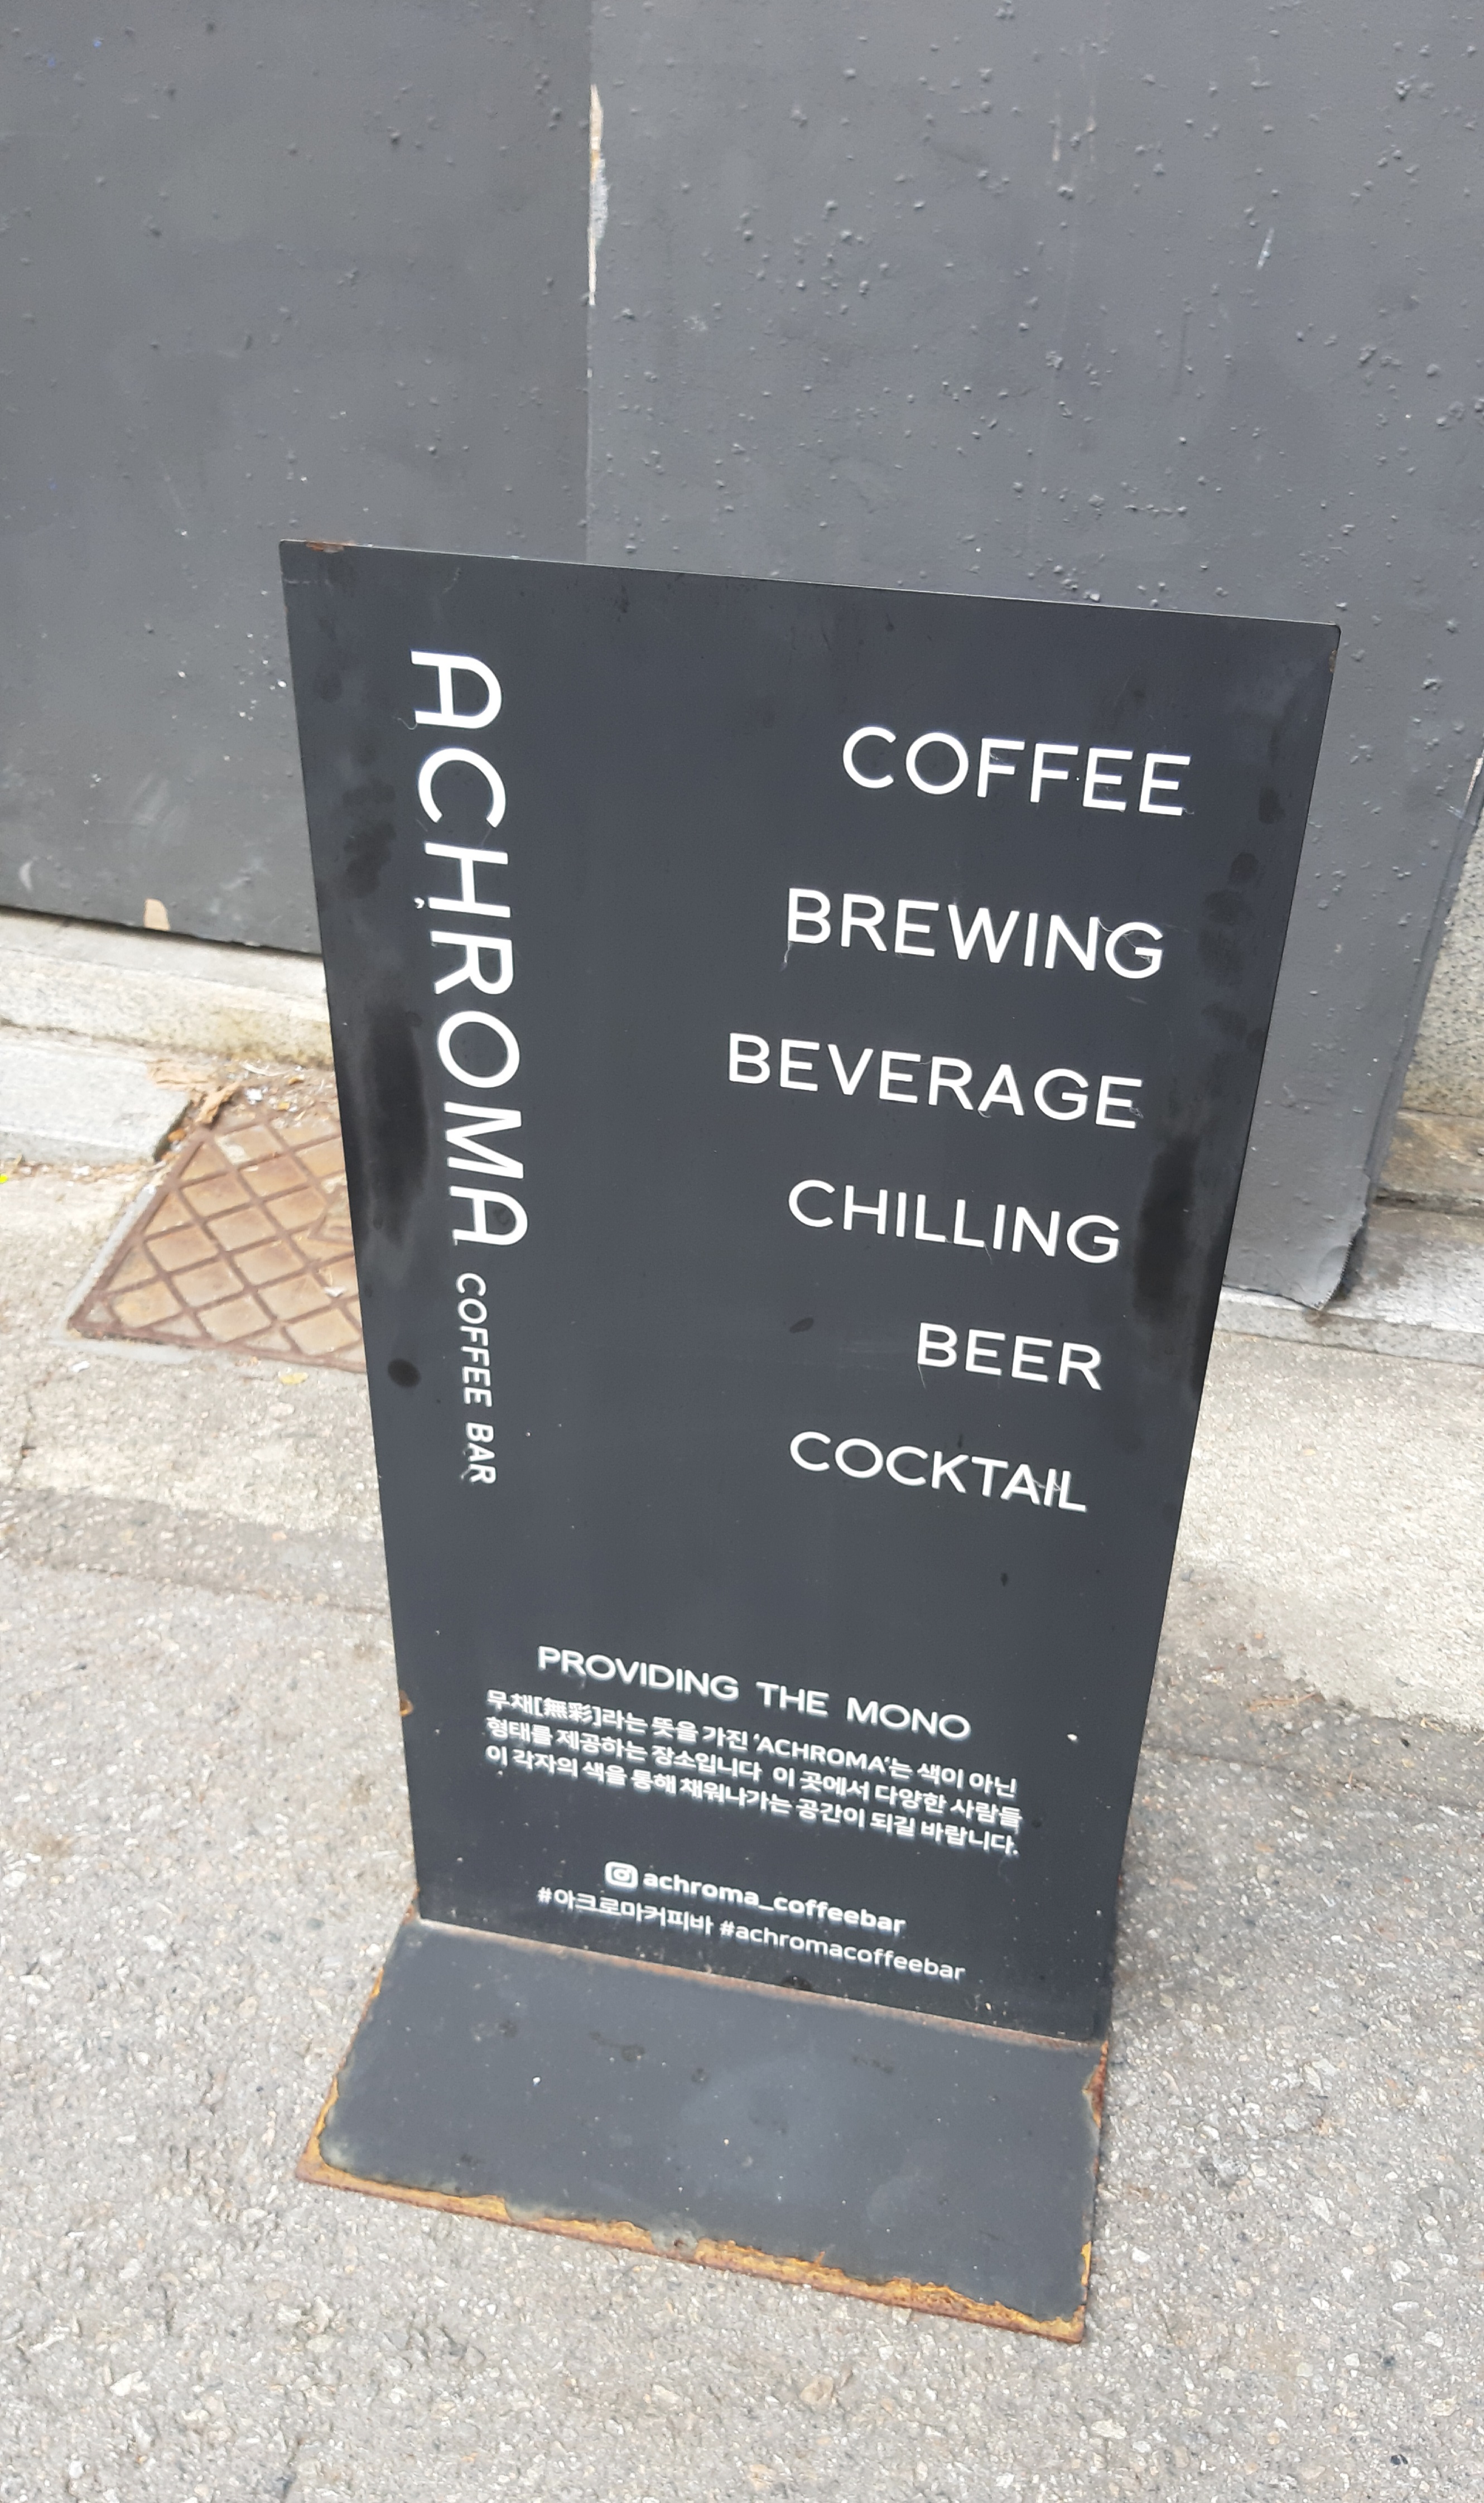 ACHROMA COFFEE BAR
COFFEE
BREWING
BEVERAGE
CHILLING
BEER
COCKTAIL
PROVIDING THE MONO
무채[無彩]라는 뜻을 가진 'ACHROMA'는 색이 아닌
형태를 제공하는 장소입니다 이 곳에서 다양한 사람들
이 각자의 색을 통해 채워나가는 공간이 되길 바랍니다.
achroma_coffeebar
#아크로마커피바 #achromacoffeebar